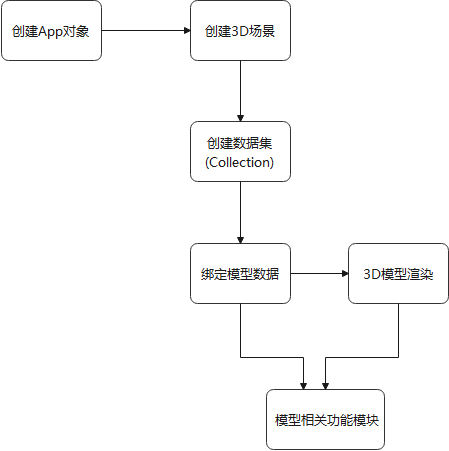 创建App对象
创建3D场景
创建数据集
(Collection)
绑定模型数据
3D模型渲染
模型相关功能模块